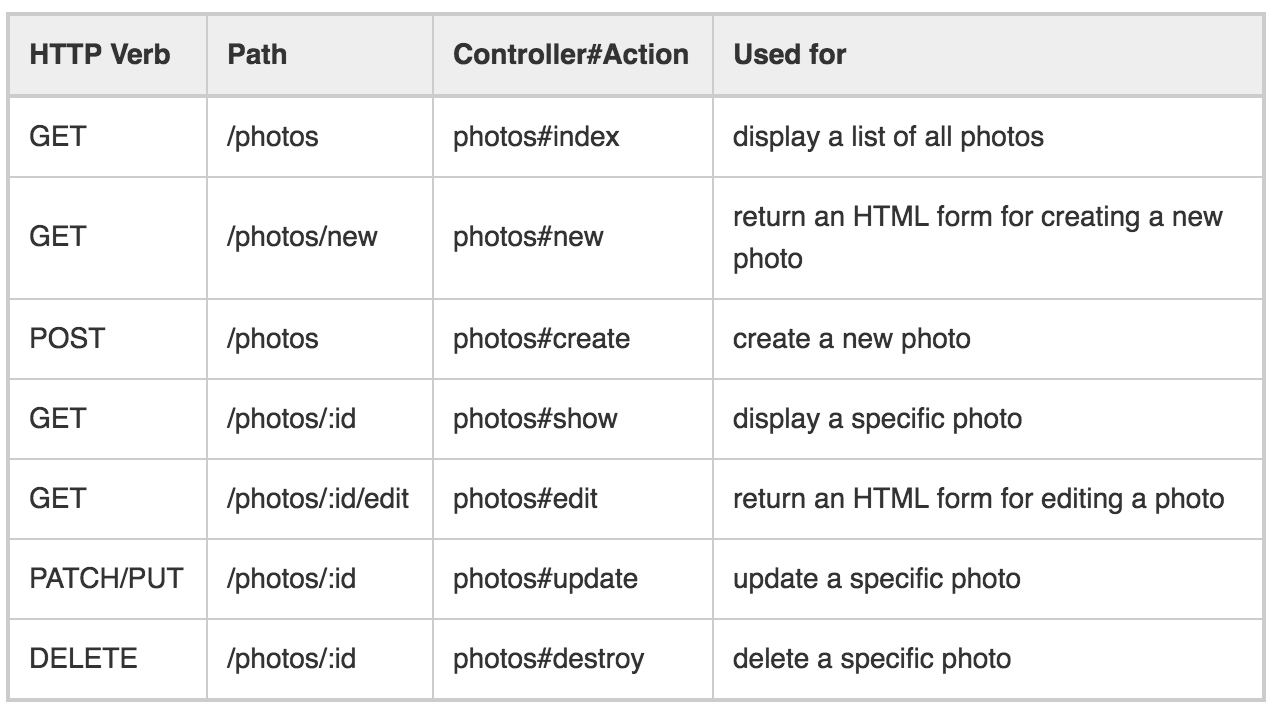 HTTP Verb Path Controller#Action Used for
GET /photos photos#index display a list of all photos
GET /photos/new photos#new return an HTML form for creating a new
photo
POST /photos photos#create create a new photo
GET /photos/:id photos#show display a specific photo
GET /photos/:id/edit photos#edit return an HTML form for editing a photo
PATCH/PUT /photos/:id photos#update update a specific photo
DELETE /photos/:id photos#destroy delete a specific photo